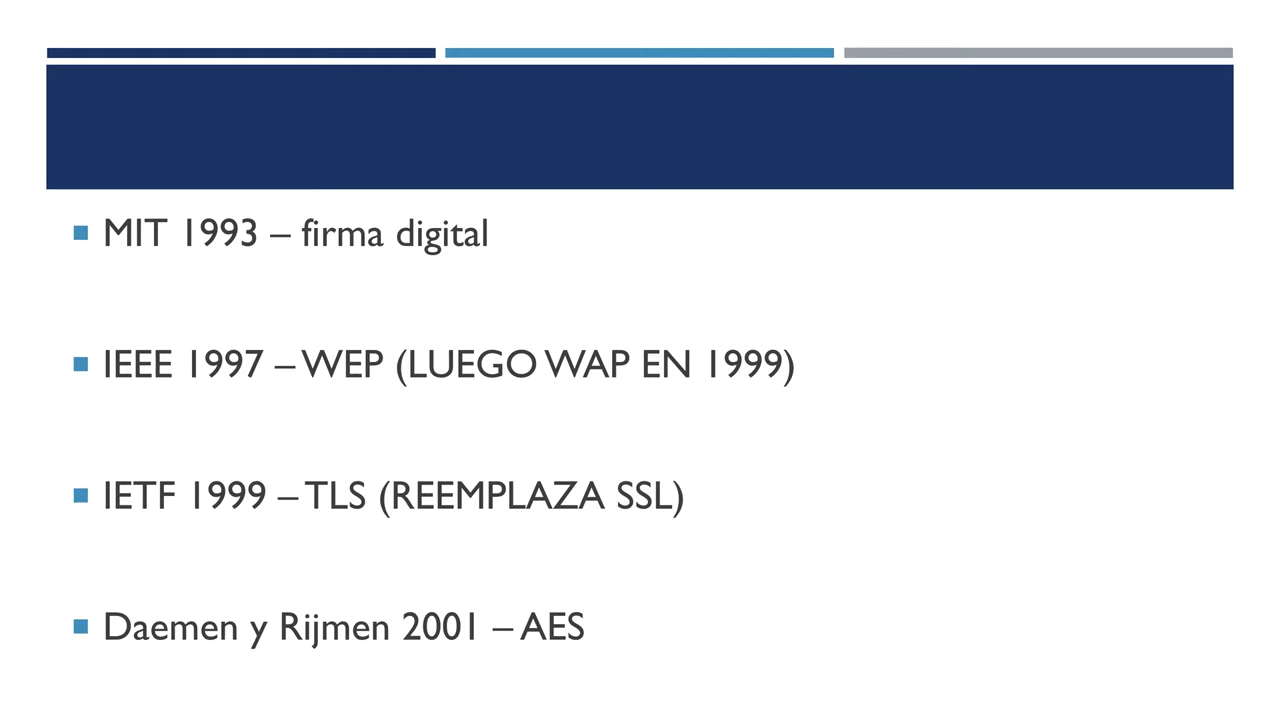 MIT 1993 – firma digital
IEEE 1997 – WEP (LUEGO WAP EN 1999)
IETF 1999 – TLS (REEMPLAZA SSL)
Daemen y Rijmen 2001 – AES